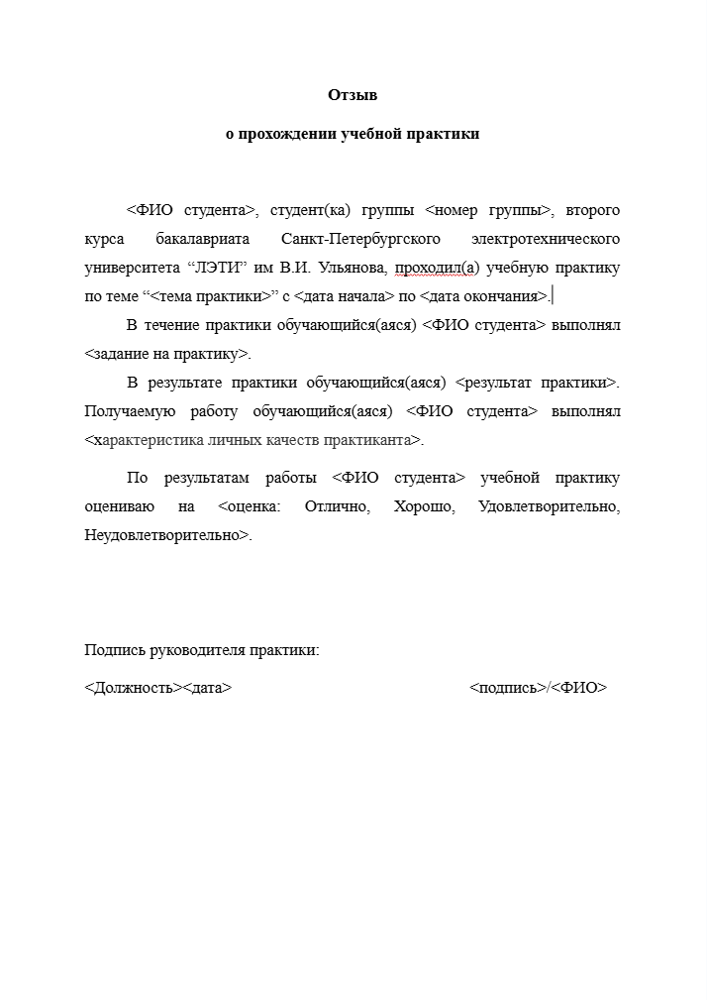 Отзыв
о прохождении учебной практики
<ФИО студента>, студент(ка) группы <номер группы>, второго
курса бакалавриата Санкт-Петербургского электротехнического
университета “ЛЭТИ” им В.И. Ульянова, проходил(а) учебную практику
по теме “<тема практики>” с <дата начала> по <дата окончания>.
В течение практики обучающийся(аяся) <ФИО студента> выполнял
<задание на практику>.
В результате практики обучающийся(аяся) <результат практики>.
Получаемую работу обучающийся(аяся) <ФИО студента> выполнял
<характеристика личных качеств практиканта>.
По результатам работы <ФИО студента> учебной практику
оцениваю на <оценка: Отлично, Хорошо, Удовлетворительно,
Неудовлетворительно>.
Подпись руководителя практики:
<Должность><дата> <подпись>/<ФИО>